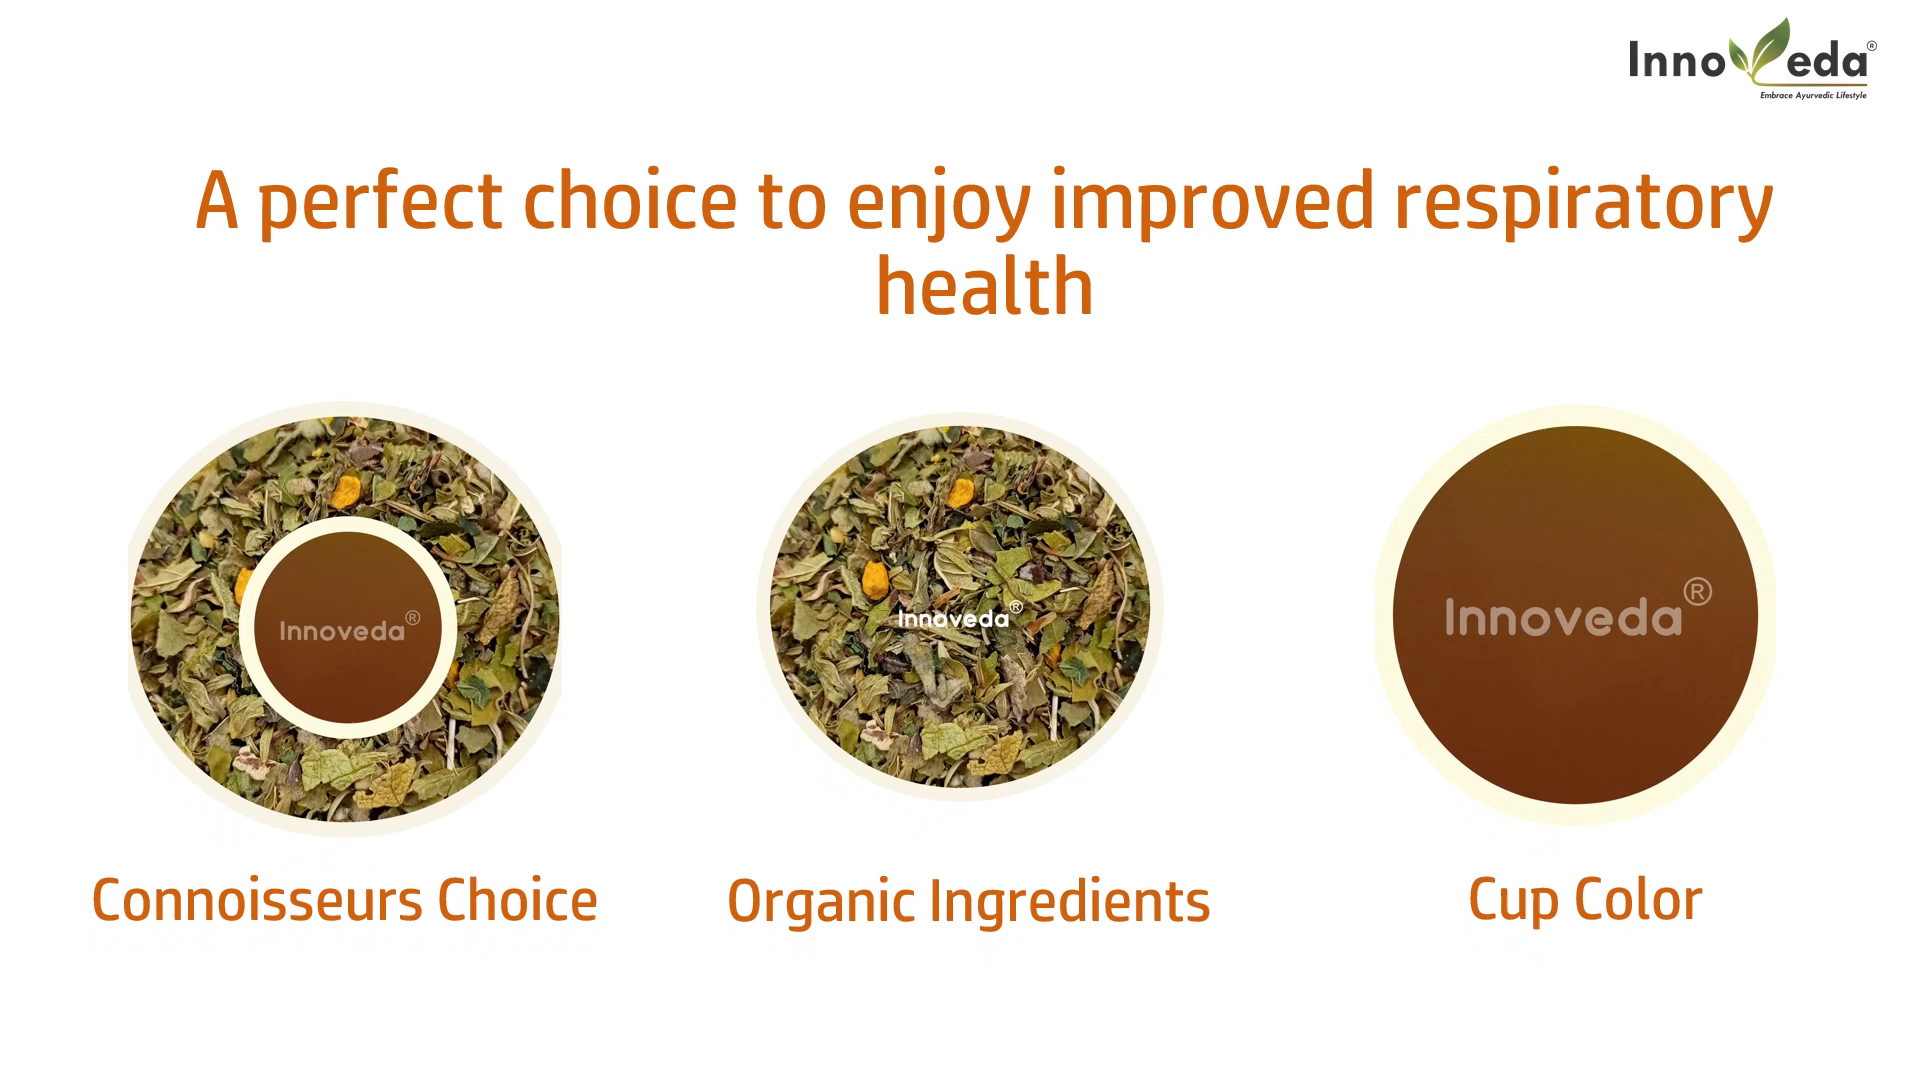 InnoVeda®
Embrace Ayurvedic Lifestyle
A perfect choice to enjoy improved respiratory
health
Innoveda®
Innoveda®
Innoveda®
Connoisseurs Choice
Organic Ingredients
Cup Color